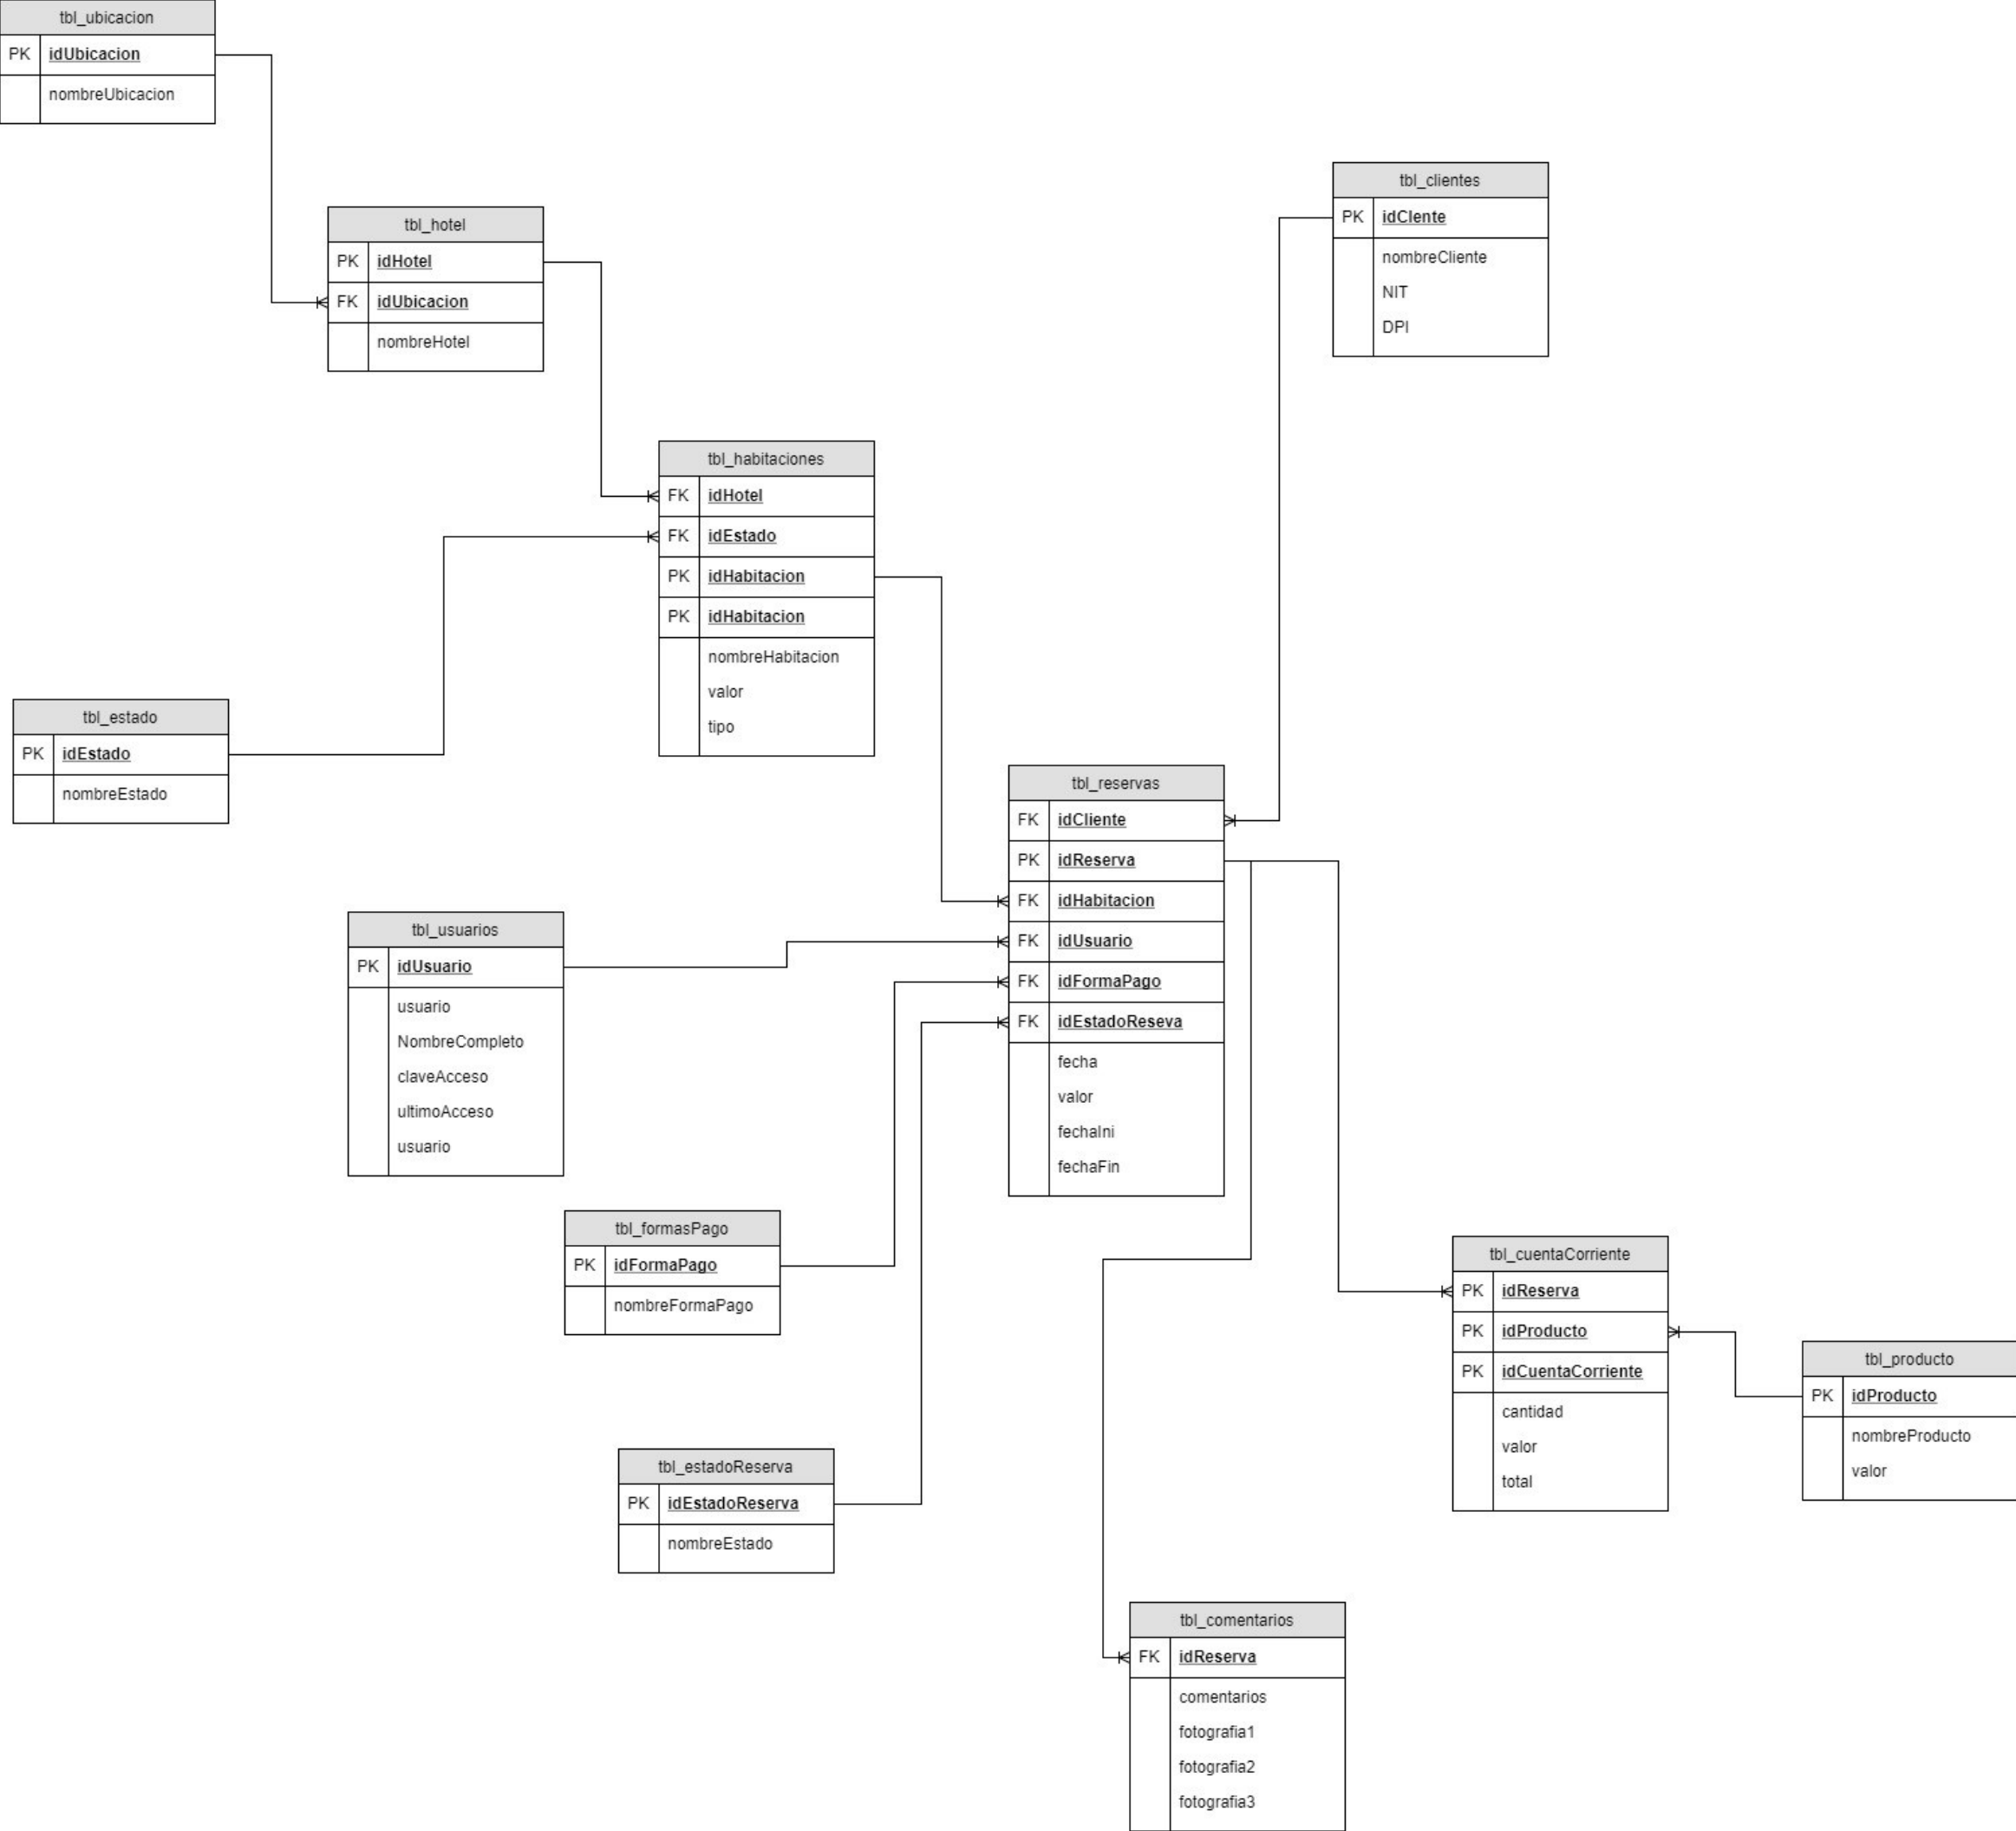 tbl_ubicacion
PK idUbicacion
nombreUbicacion
tbl_clientes
PK idClente
nombreCliente
NIT
DPI
tbl_hotel
PK idHotel
FK idUbicacion
nombreHotel
tbl_habitaciones
FK idHotel
FK idEstado
PK idHabitacion
PK idHabitacion
nombreHabitacion
valor
tipo
tbl_estado
PK idEstado
nombreEstado
tbl_reservas
FK idCliente
PK idReserva
FK idHabitacion
FK idUsuario
FK idFormaPago
FK idEstadoReseva
fecha
valor
fechaIni
fechaFin
tbl_usuarios
PK idUsuario
usuario
NombreCompleto
claveAcceso
ultimoAcceso
usuario
tbl_formasPago
PK idFormaPago
nombreFormaPago
tbl_cuentaCorriente
PK idReserva
PK idProducto
PK idCuentaCorriente
cantidad
valor
total
tbl_producto
PK idProducto
nombreProducto
valor
tbl_estadoReserva
PK idEstadoReserva
nombreEstado
tbl_comentarios
FK idReserva
comentarios
fotografia1
fotografia2
fotografia3